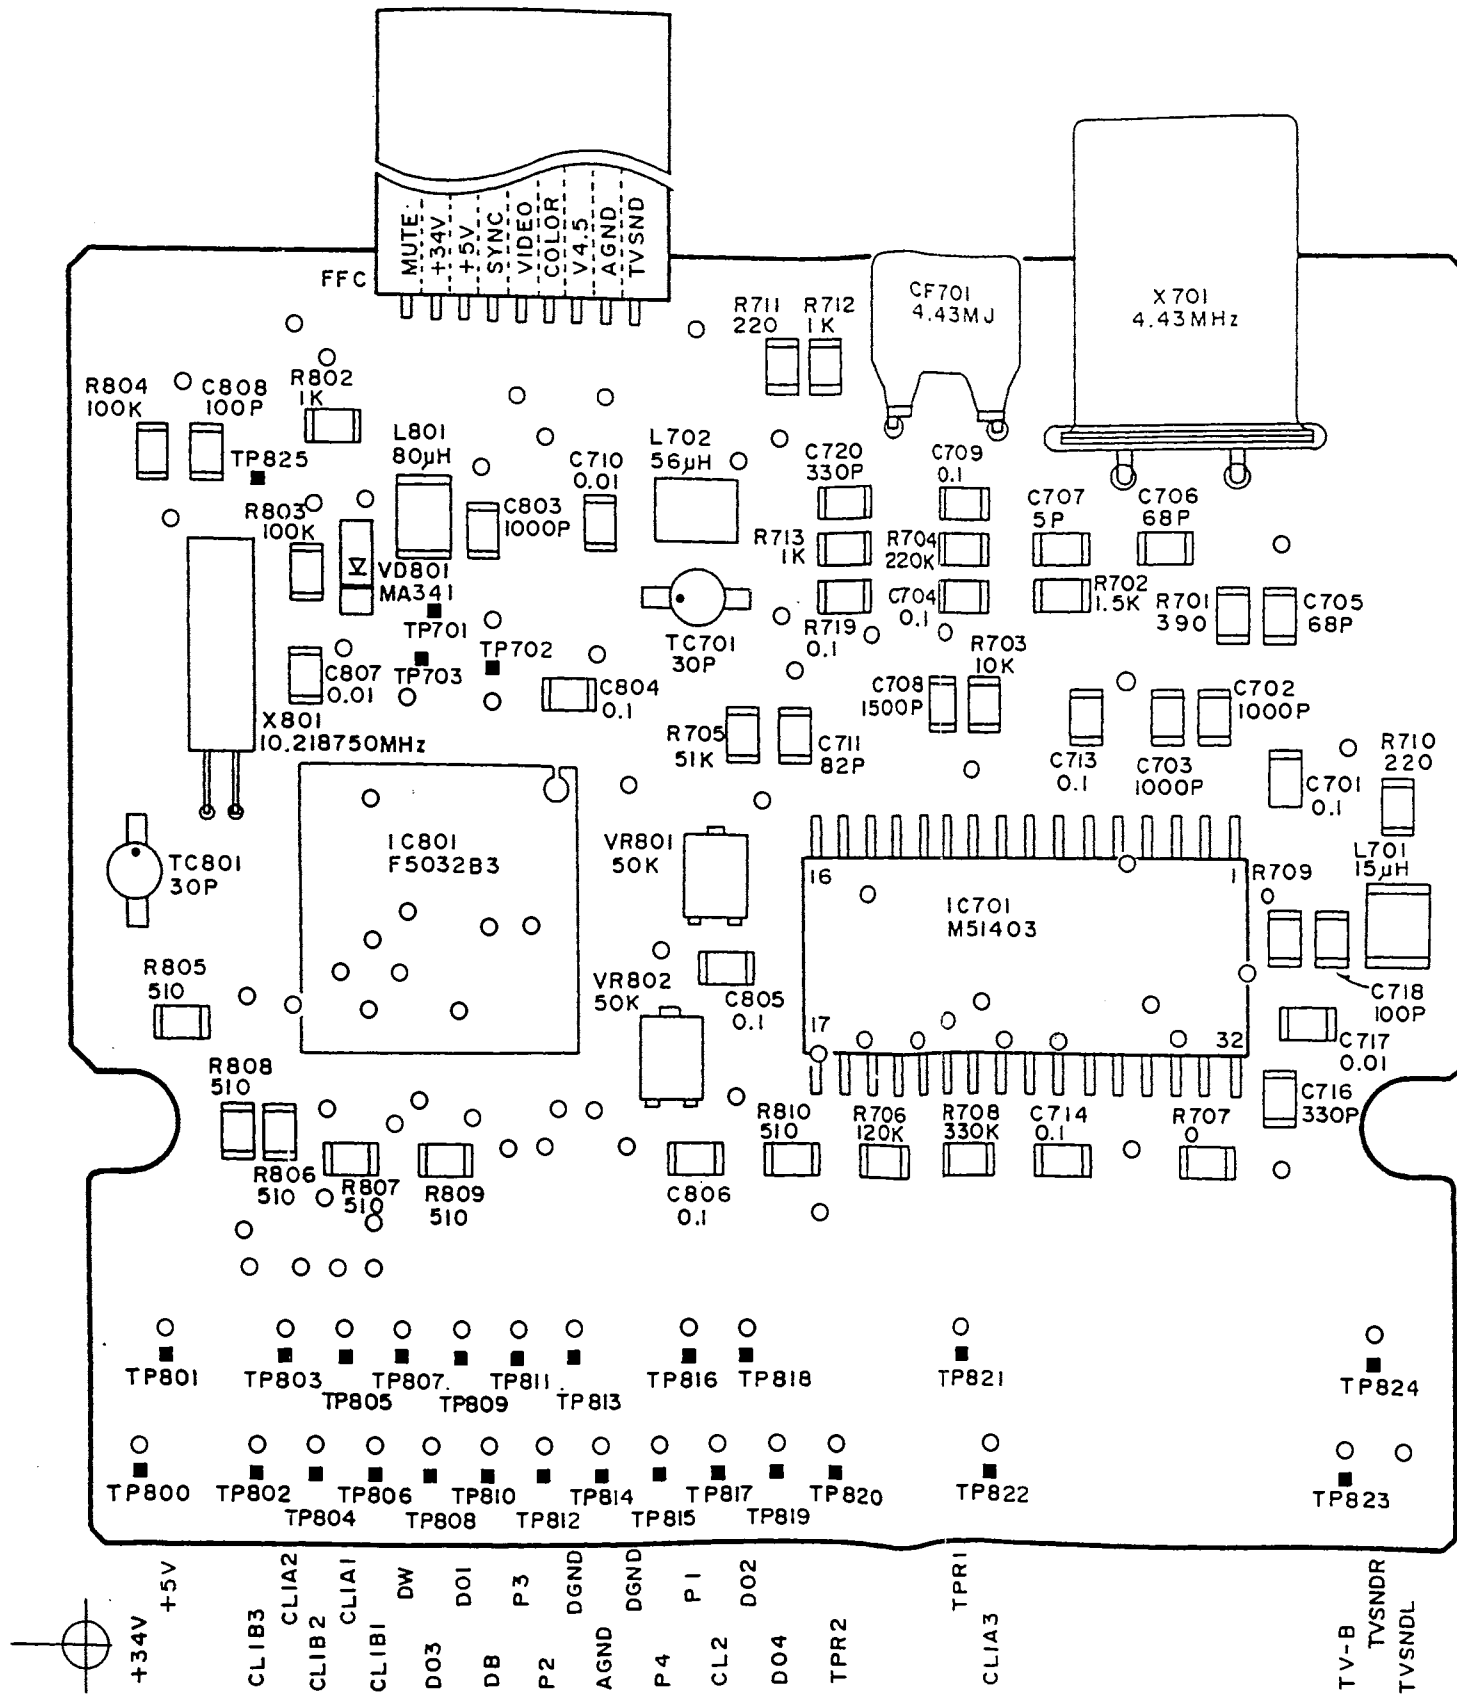 MUTE
+34V
+5V
SYNC
VIDEO
COLOR
V4.5
AGND
TVSND
FFC
CF701
4.43MJ
X701
4.43MHz
R711
220
R712
1K
R804
100K
C808
100P
R802
1K
TP825
L801
80μH
C710
0.01
L702
56μH
C720
330P
C709
0.1
C707
5P
C706
68P
R803
100K
C803
1000P
R713
1K
R704
220K
VD801
MA341
TP701
TP702
TP703
R719
0.1
C704
0.1
R702
1.5K
R701
390
C705
68P
C807
0.01
X801
10.218750MHz
C804
0.1
TC701
30P
R703
10K
C708
1500P
R705
51K
C711
82P
C713
0.1
C703
1000P
C702
1000P
C701
0.1
R710
220
TC801
30P
IC801
F5032B3
VR801
50K
16
1
IC701
M51403
17
32
R709
L701
15μH
R805
510
VR802
50K
C805
0.1
C718
100P
C717
0.01
R808
510
R806
510
R807
510
R809
510
C806
0.1
R810
510
R706
120K
R708
330K
C714
0.1
R707
C716
330P
TP801
TP803
TP805
TP807
TP809
TP811
TP813
TP816
TP818
TP821
TP824
TP800
TP802
TP804
TP806
TP808
TP810
TP812
TP814
TP815
TP817
TP819
TP820
TP822
TP823
+34V
+5V
CLIB3
CLIA2
CLIB2
CLIA1
CLIB1
DW
DO3
DO1
DB
P3
P2
DGND
AGND
DGND
P4
P1
CL2
DO2
DO4
TPR2
TPR1
CLIA3
TV-B
TVSNDR
TVSNDL